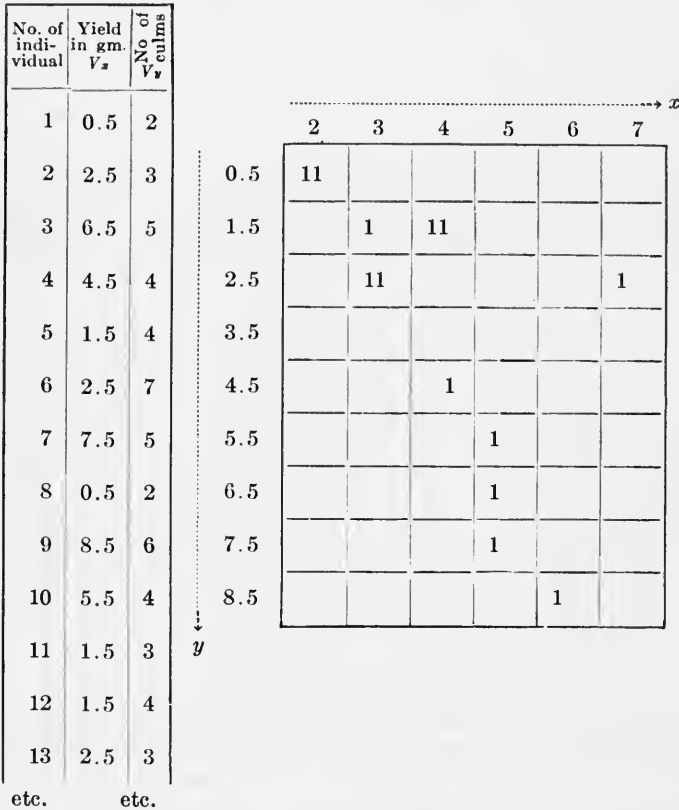 No. of indi- vidual | Yield in gm. Vx | No. of culms Vy
1 0.5 2
2 2.5 3
3 6.5 5
4 4.5 4
5 1.5 4
6 2.5 7
7 7.5 5
8 0.5 2
9 8.5 6
10 5.5 4
11 1.5 3
12 1.5 4
13 2.5 3
etc. etc.
x
2 3 4 5 6 7
0.5 11
1.5 1 11
2.5 11 1
3.5
4.5 1
5.5 1
6.5 1
7.5 1
8.5 1
y